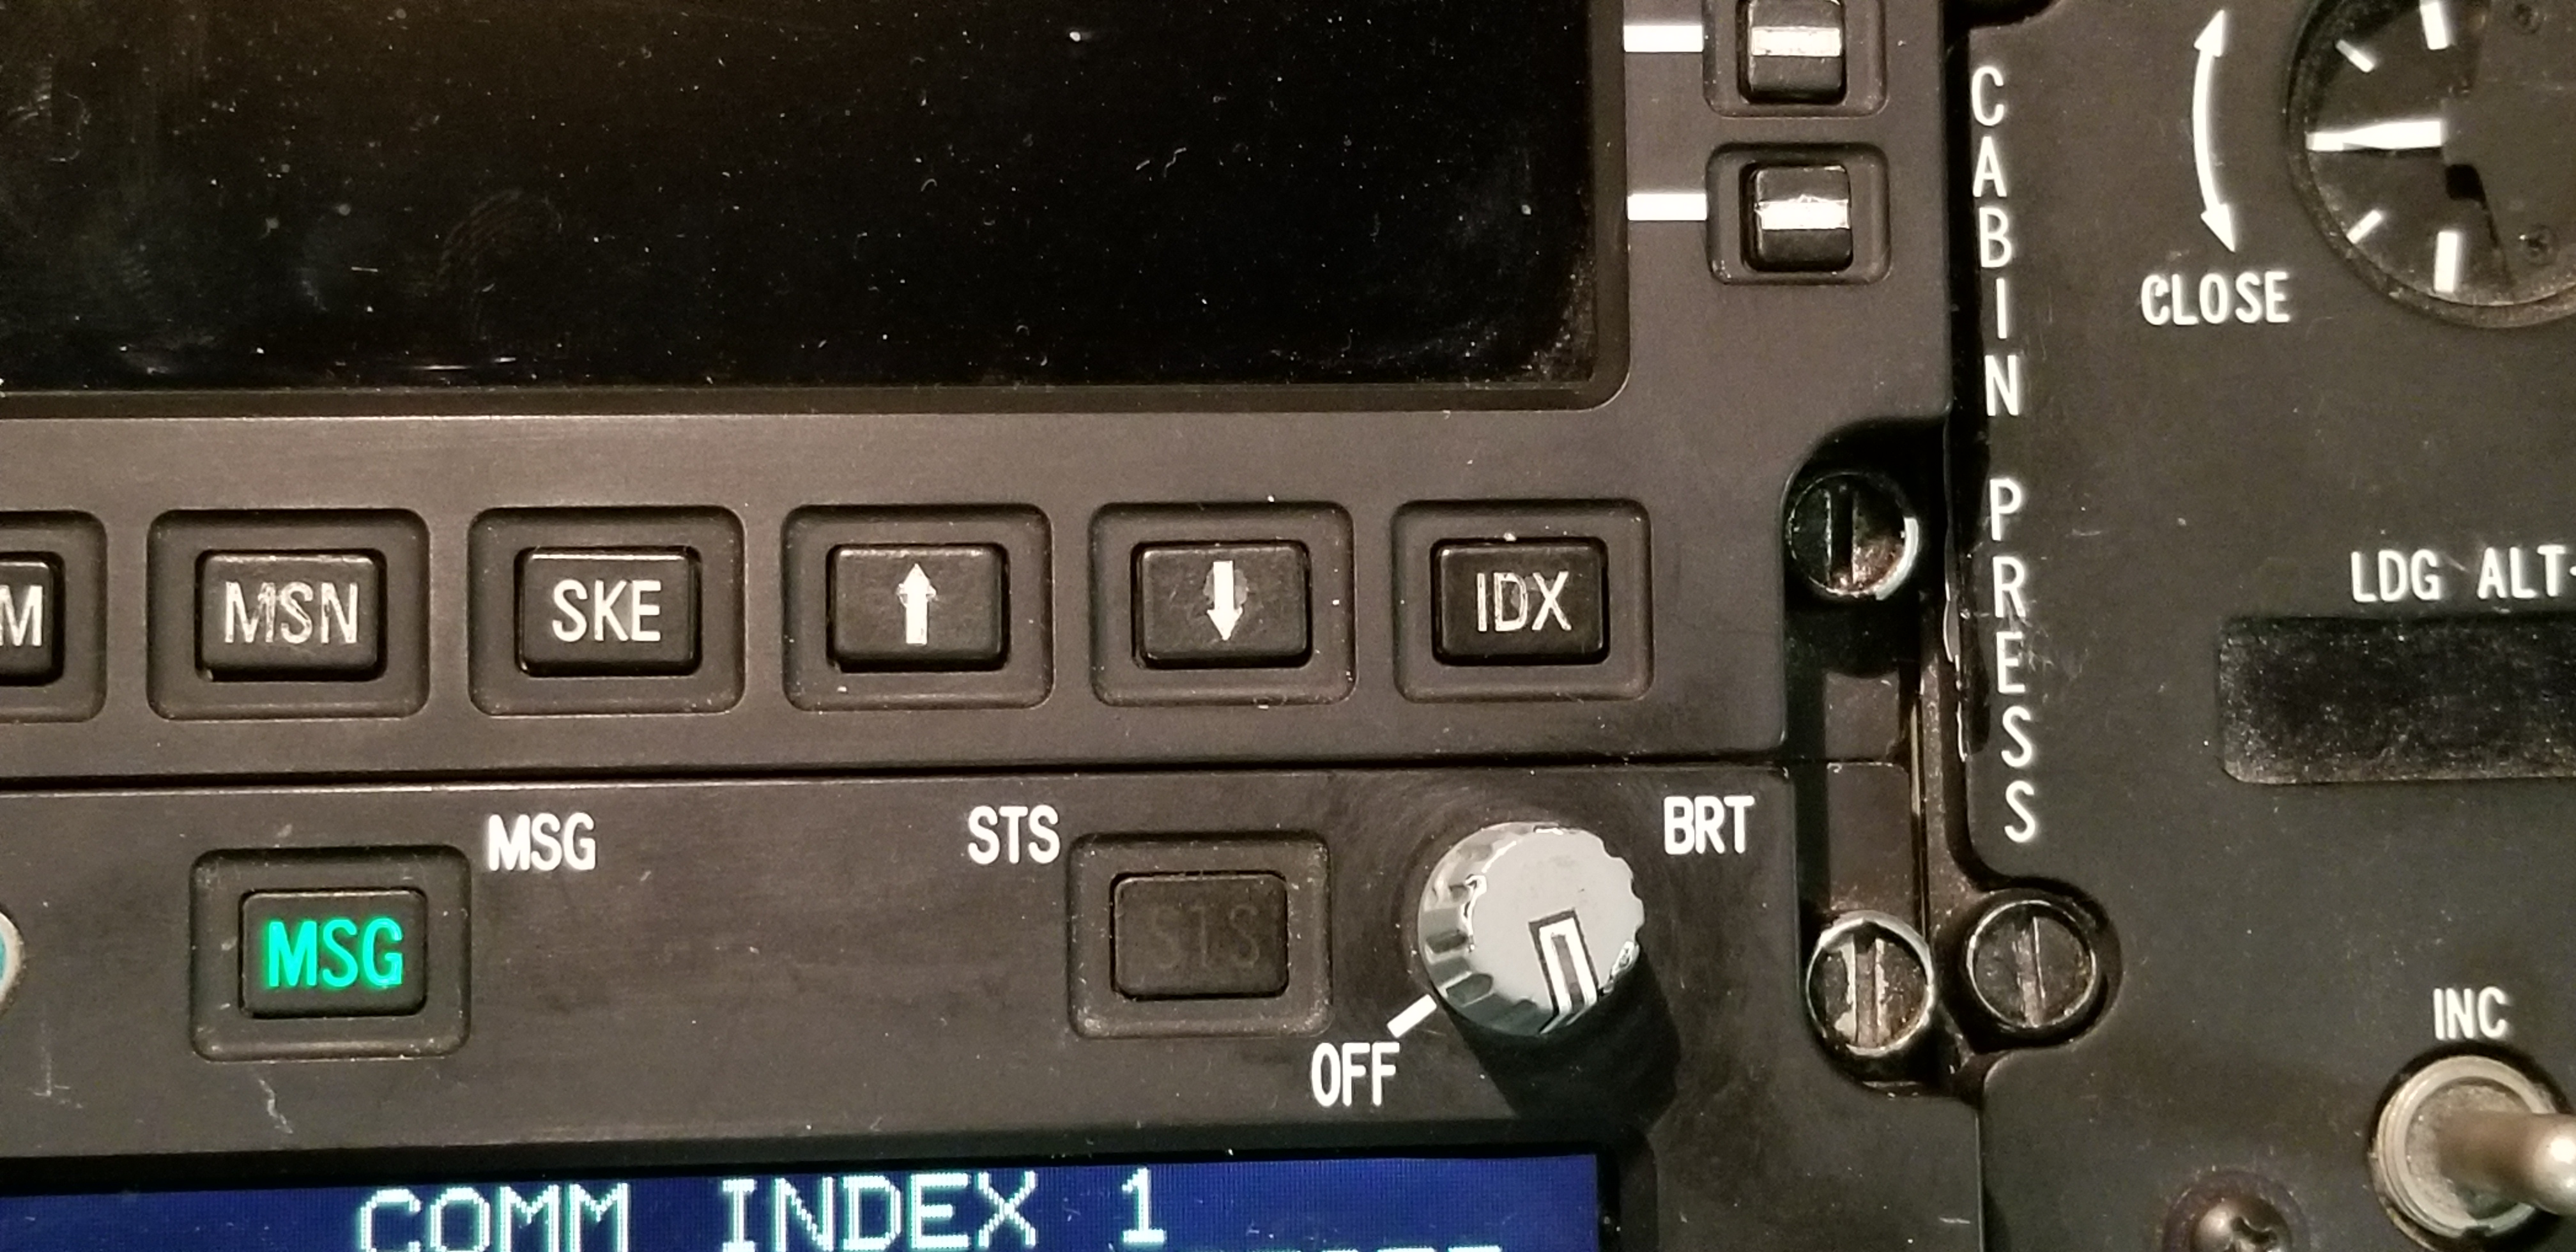 CABIN PRESS
CLOSE
M MSN SKE ↑ ↓ IDX
LDG ALT
MSG STS BRT
MSG STS
OFF
INC
COMM INDEX 1